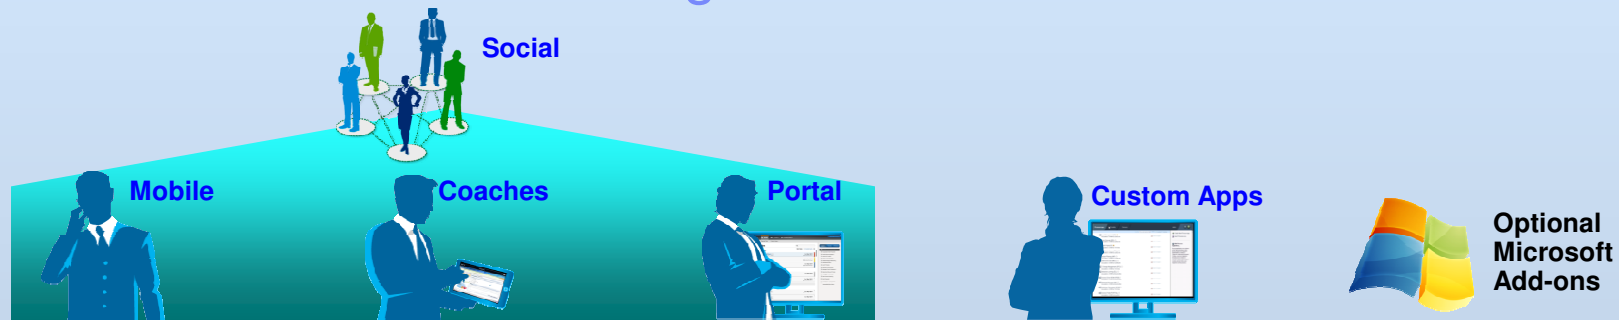 Social
Mobile
Coaches
Portal
Custom Apps
Optional
Microsoft
Add-ons